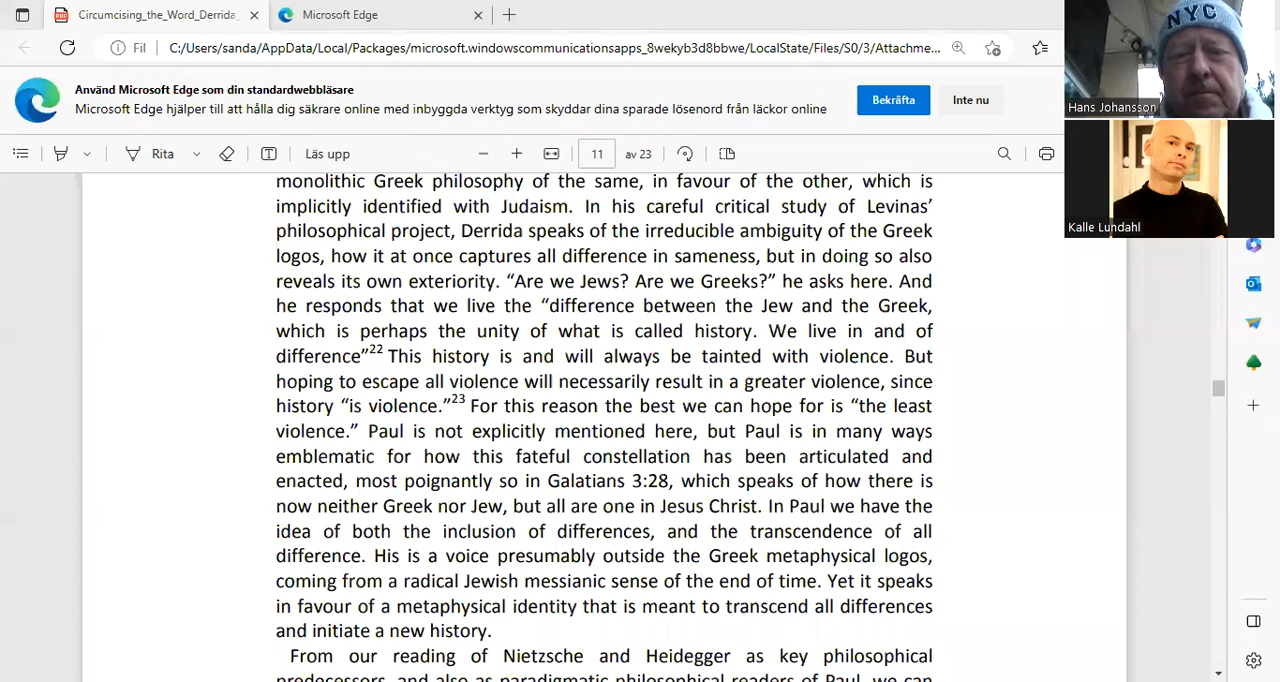 Circumcising_the_Word_Derrida_
Microsoft Edge
Fil
C:/Users/sanda/AppData/Local/Packages/microsoft.windowscommunicationsapps_8wekyb3d8bbwe/LocalState/Files/S0/3/Attachme...
Använd Microsoft Edge som din standardwebbläsare
Microsoft Edge hjälper till att hålla dig säkrare online med inbyggda verktyg som skyddar dina sparade lösenord från läckor online
Bekräfta
Inte nu
Rita
Läs upp
11
av 23
NYC
Hans Johansson
Kalle Lundahl
monolithic Greek philosophy of the same, in favour of the other, which is
implicitly identified with Judaism. In his careful critical study of Levinas’
philosophical project, Derrida speaks of the irreducible ambiguity of the Greek
logos, how it at once captures all difference in sameness, but in doing so also
reveals its own exteriority. “Are we Jews? Are we Greeks?” he asks here. And
he responds that we live the “difference between the Jew and the Greek,
which is perhaps the unity of what is called history. We live in and of
difference”22 This history is and will always be tainted with violence. But
hoping to escape all violence will necessarily result in a greater violence, since
history “is violence.”23 For this reason the best we can hope for is “the least
violence.” Paul is not explicitly mentioned here, but Paul is in many ways
emblematic for how this fateful constellation has been articulated and
enacted, most poignantly so in Galatians 3:28, which speaks of how there is
now neither Greek nor Jew, but all are one in Jesus Christ. In Paul we have the
idea of both the inclusion of differences, and the transcendence of all
difference. His is a voice presumably outside the Greek metaphysical logos,
coming from a radical Jewish messianic sense of the end of time. Yet it speaks
in favour of a metaphysical identity that is meant to transcend all differences
and initiate a new history.
From our reading of Nietzsche and Heidegger as key philosophical
predecessors, and also as paradigmatic philosophical readers of Paul, we can